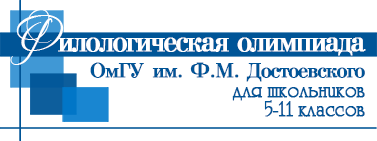 Филологическая олимпиада
ОмГУ им. Ф.М. Достоевского
для школьников
5-11 классов